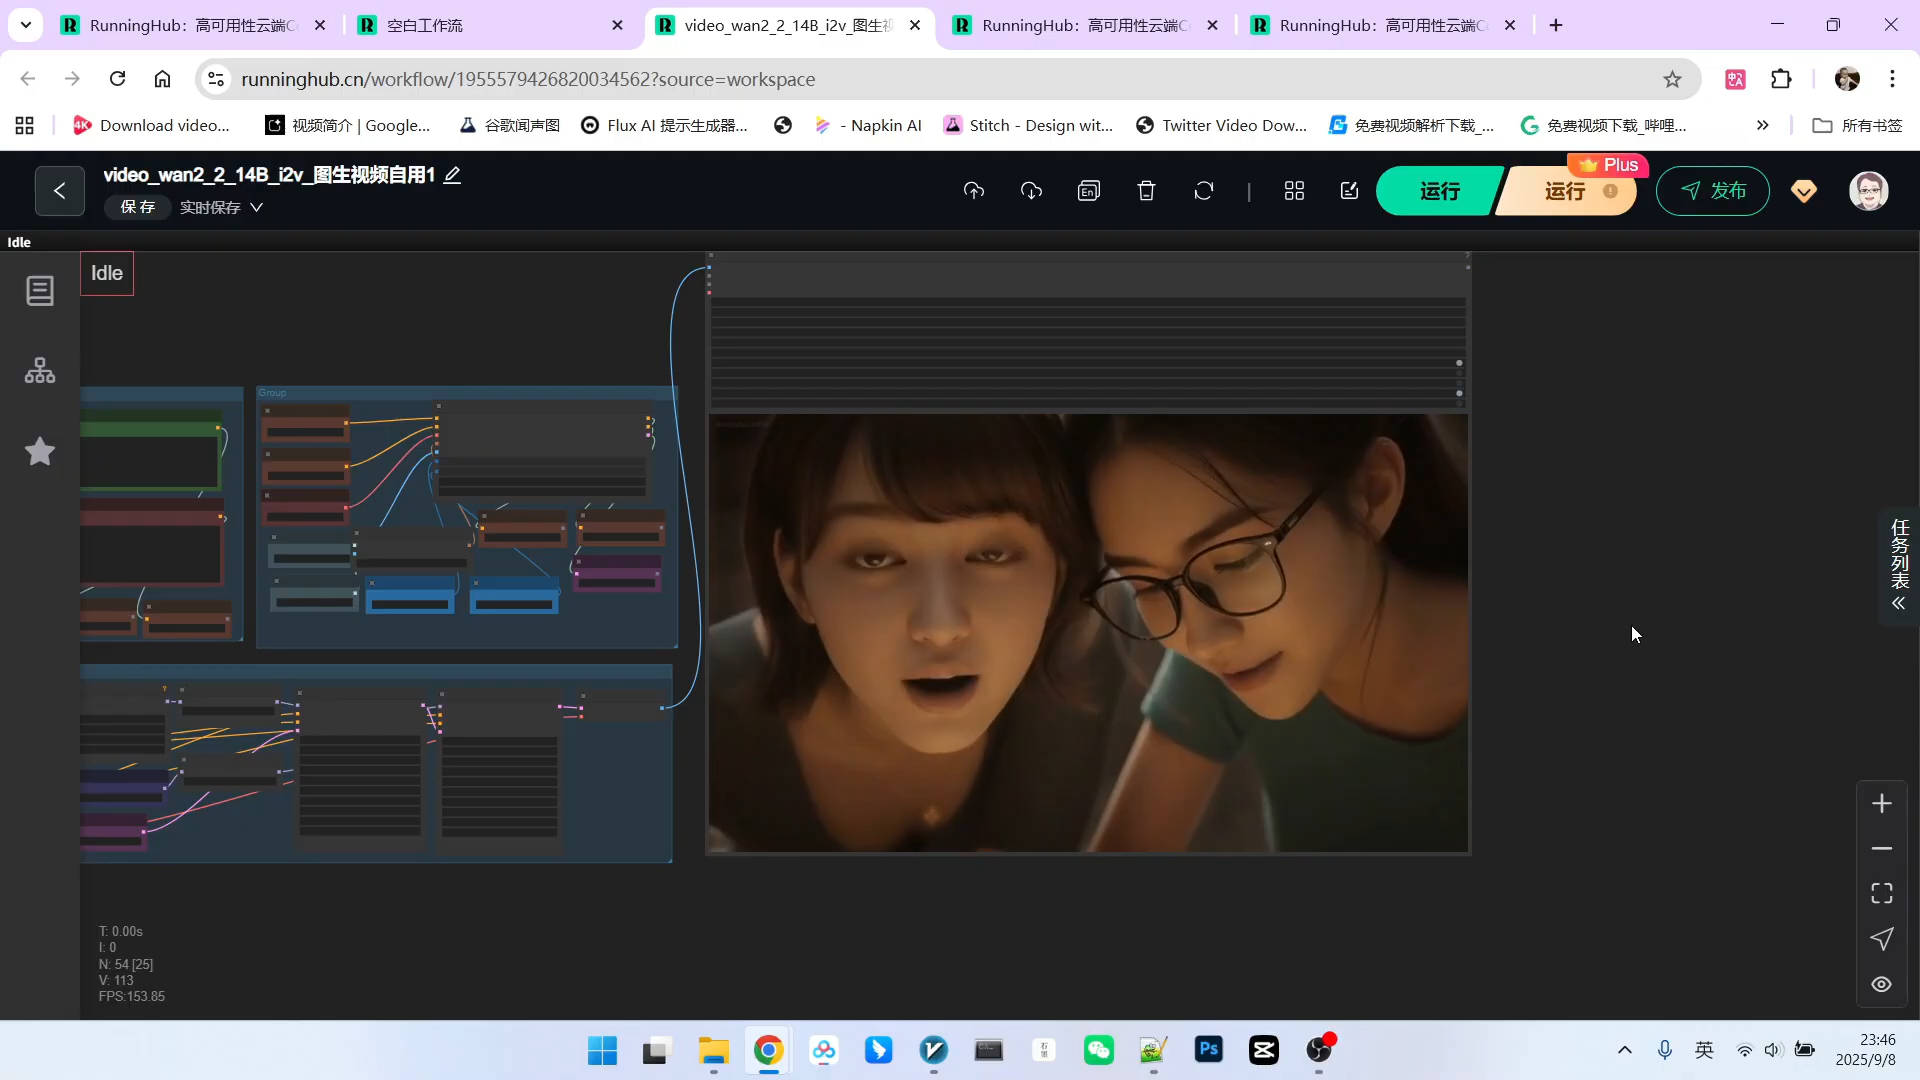 RunningHub：高可用性云端C
空白工作流
video_wan2_2_14B_i2v_图生视
RunningHub：高可用性云端C
RunningHub：高可用性云端C
runninghub.cn/workflow/1955579426820034562?source=workspace
Download video...
视频简介 | Google...
谷歌闻声图
Flux AI 提示生成器...
- Napkin AI
Stitch - Design wit...
Twitter Video Dow...
免费视频解析下载_...
免费视频下载_哔哩...
所有书签
video_wan2_2_14B_i2v_图生视频自用1
保存
实时保存
En
运行
运行
Plus
发布
Idle
Idle
Group
任务列表
T: 0.00s
I: 0
N: 54 [25]
V: 113
FPS:153.85
Ps
英
23:46
2025/9/8